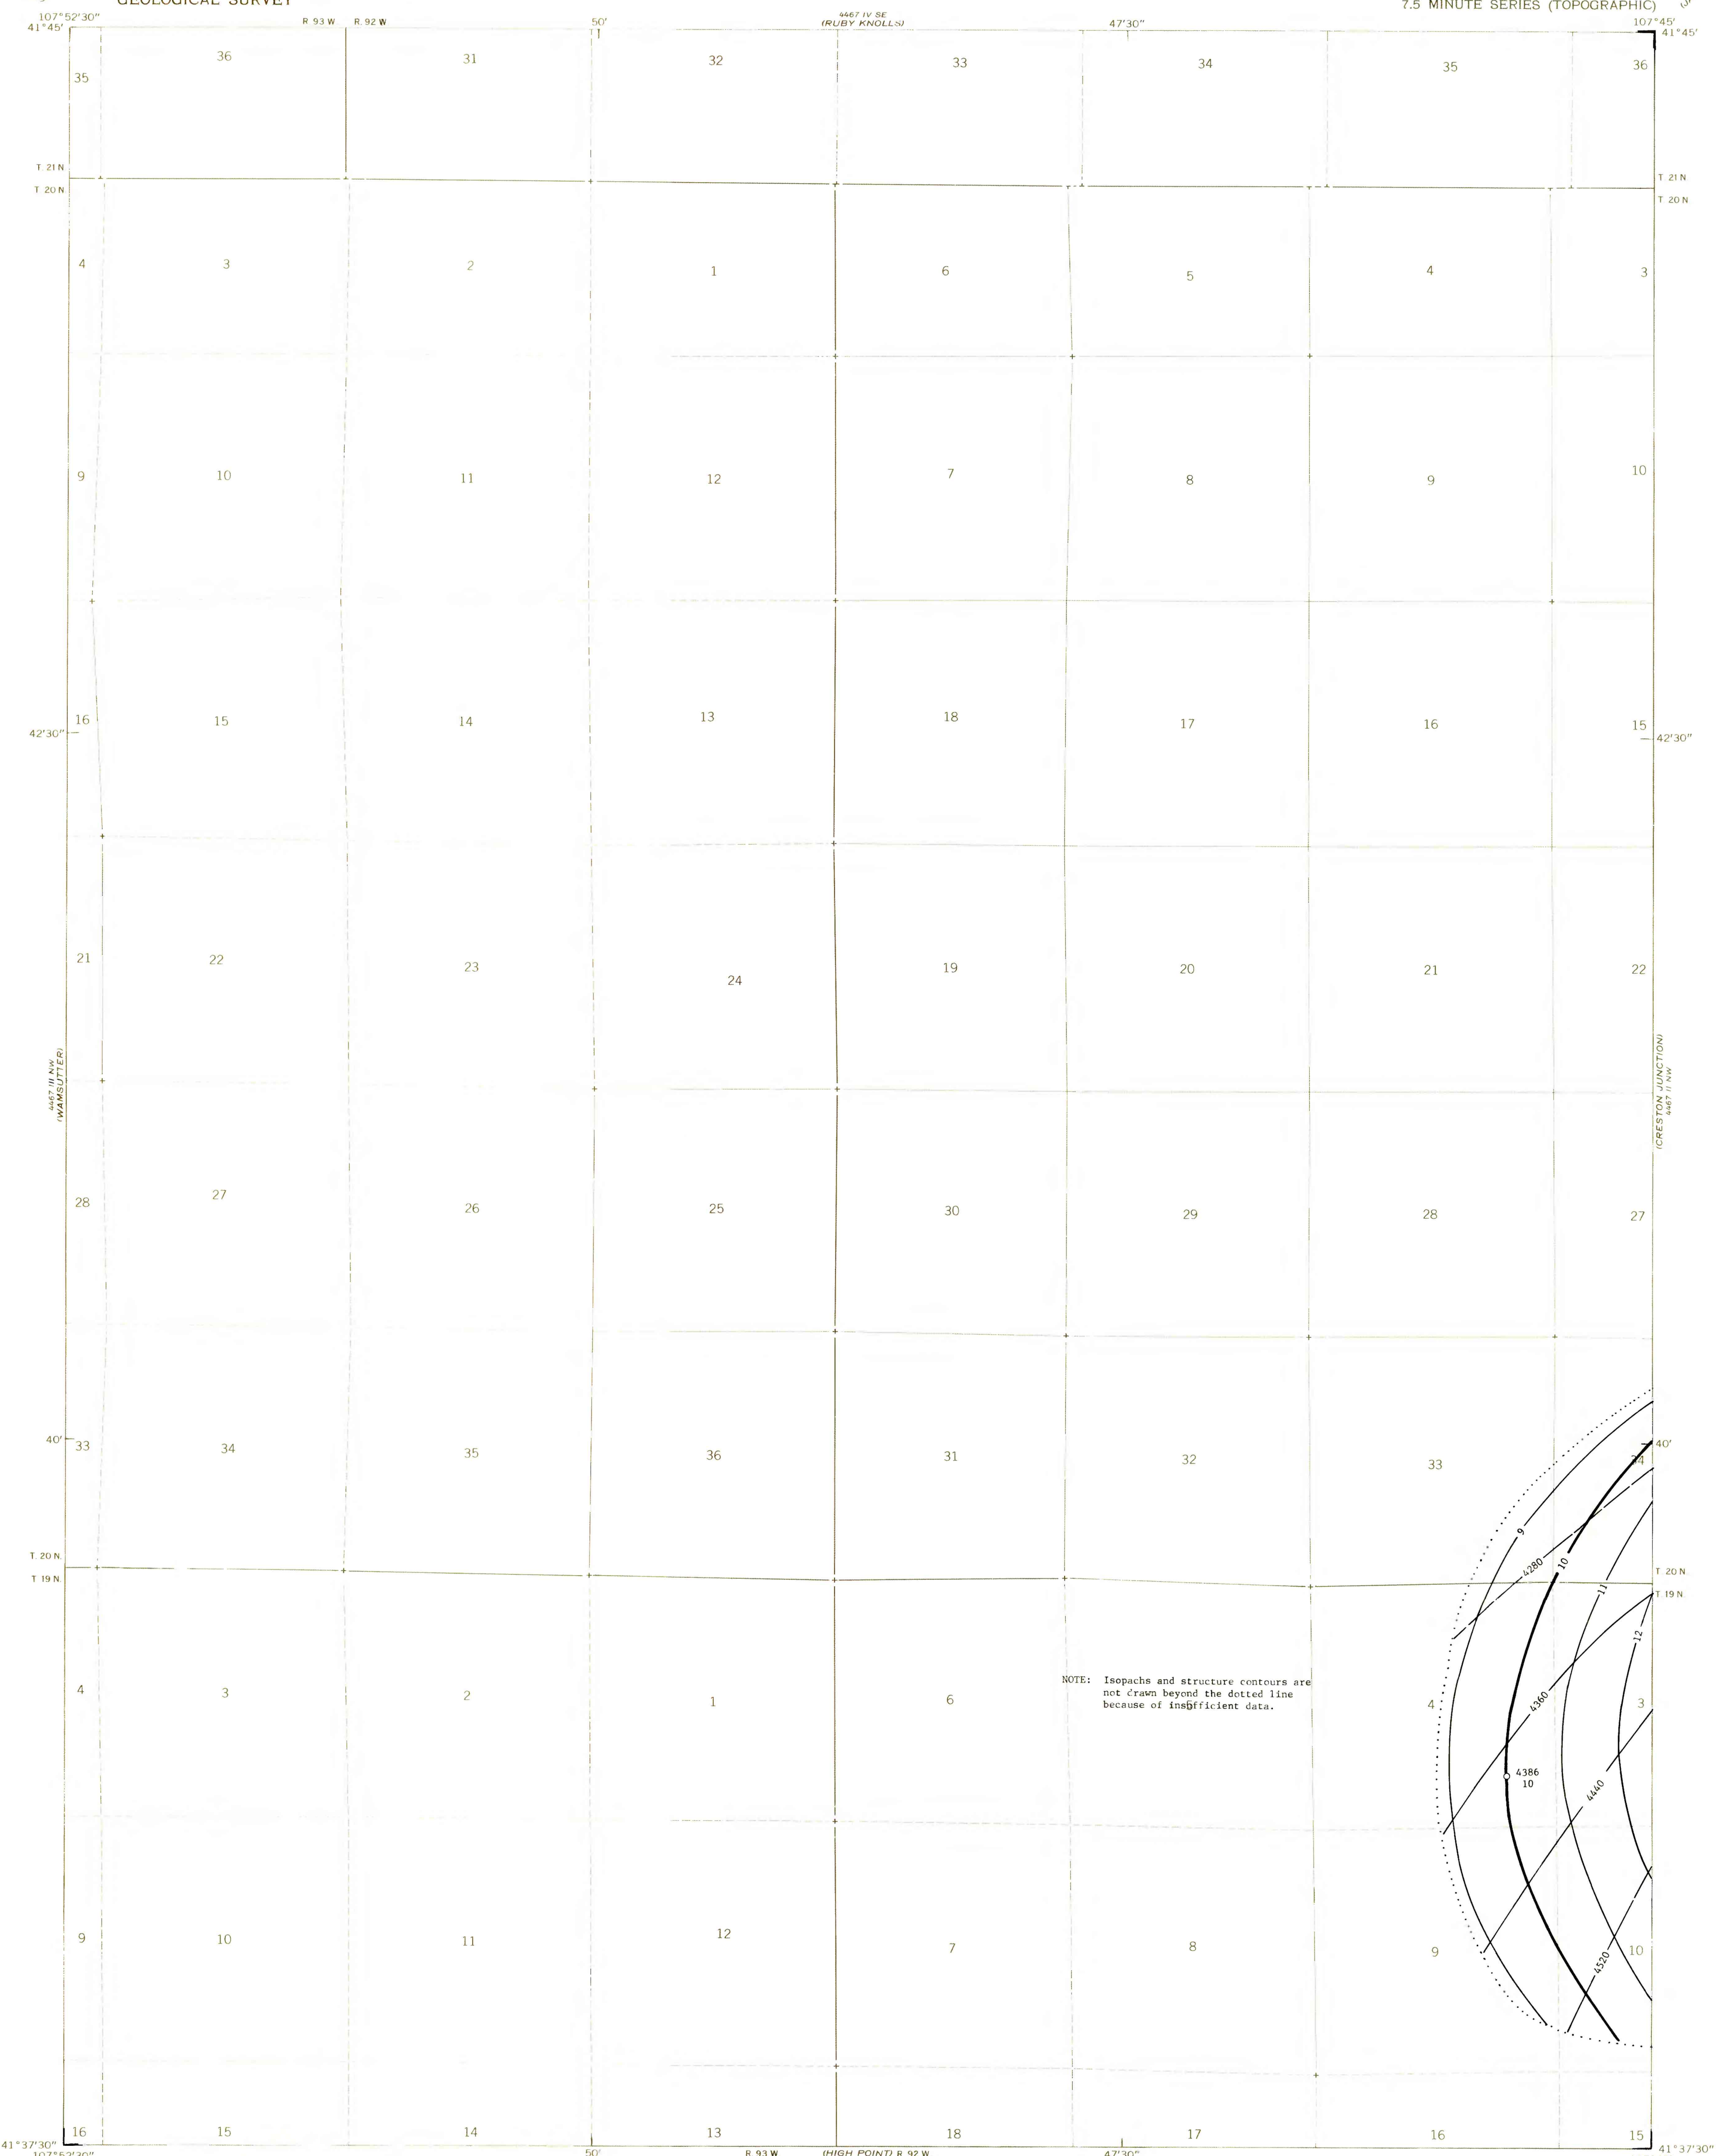 GEOLOGICAL SURVEY
7.5 MINUTE SERIES (TOPOGRAPHIC)
107°52'30"
R 93 W. R. 92 W
50'
4467 IV SE
(RUBY KNOLLS)
47'30"
107°45'
41°45'
41°45'
35 36 31 32 33 34 35 36
T. 21 N
T. 20 N
T. 21 N.
T. 20 N
4 3 2 1 6 5 4 3
9 10 11 12 7 8 9 10
16 15 14 13 18 17 16 15
42'30"
42'30"
21 22 23 24 19 20 21 22
4467 III NW
(WAMSUTTER)
(CRESTON JUNCTION)
4467 II NW
28 27 26 25 30 29 28 27
40'
40'
33 34 35 36 31 32 33 34
9
4280
10
11
T. 20 N.
T 19 N.
T. 20 N
T. 19 N.
12
NOTE: Isopachs and structure contours are
not drawn beyond the dotted line
because of insufficient data.
4 3 2 1 6 5 4 3
4360
4386
10
4440
9 10 11 12 7 8 9 10
4520
16 15 14 13 18 17 16 15
41°37'30"
41°37'30"
107°52'30"
50'
R. 93 W. (HIGH POINT) R. 92 W.
47'30"